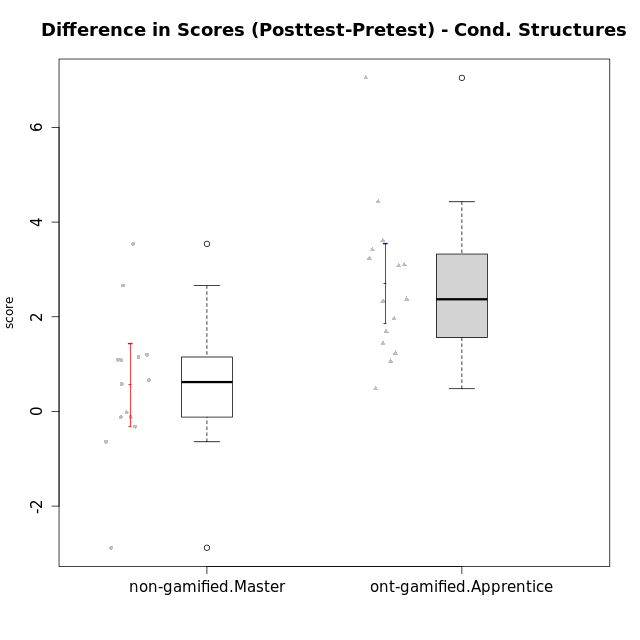 Difference in Scores (Posttest-Pretest) - Cond. Structures
6
4
2
0
-2
score
non-gamified.Master
ont-gamified.Apprentice